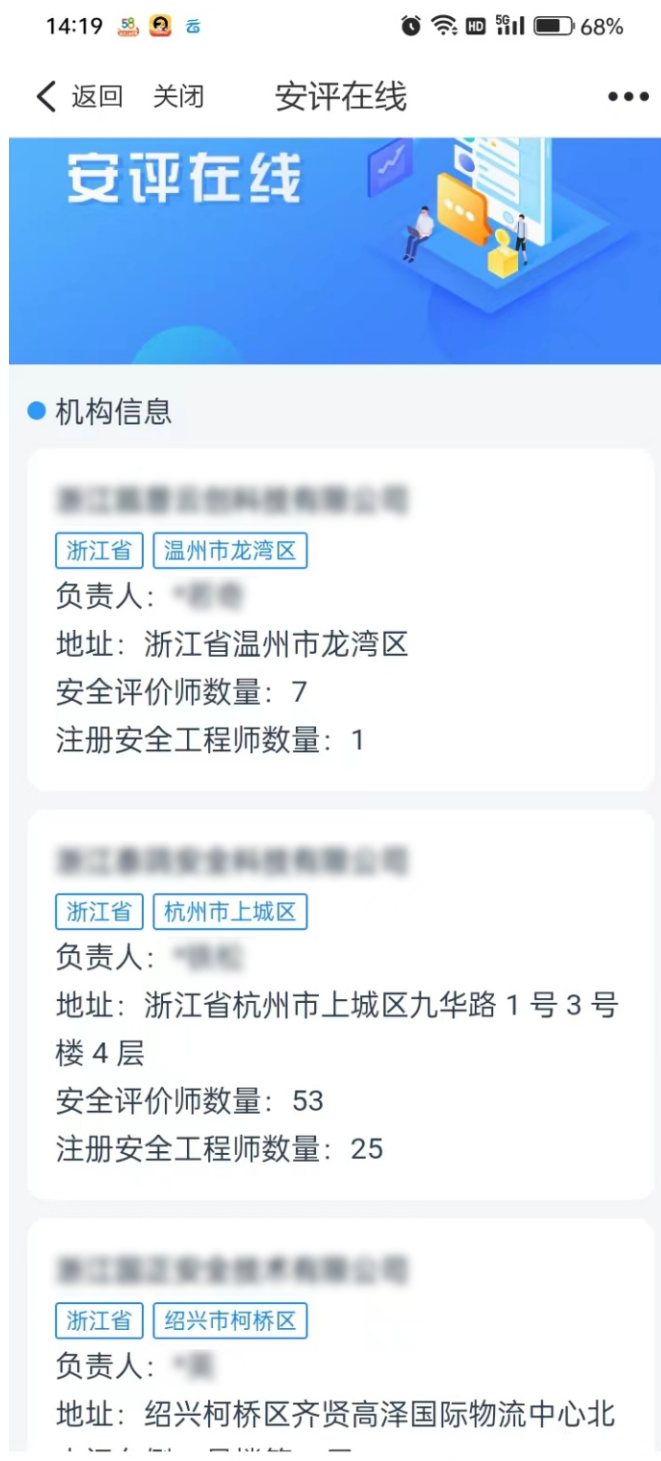 14:19
HD 5G 68%
返回 关闭 安评在线
安评在线
机构信息
浙江省 温州市龙湾区
负责人：
地址：浙江省温州市龙湾区
安全评价师数量：7
注册安全工程师数量：1
浙江省 杭州市上城区
负责人：
地址：浙江省杭州市上城区九华路 1 号 3 号
楼 4 层
安全评价师数量：53
注册安全工程师数量：25
浙江省 绍兴市柯桥区
负责人：
地址：绍兴柯桥区齐贤高泽国际物流中心北